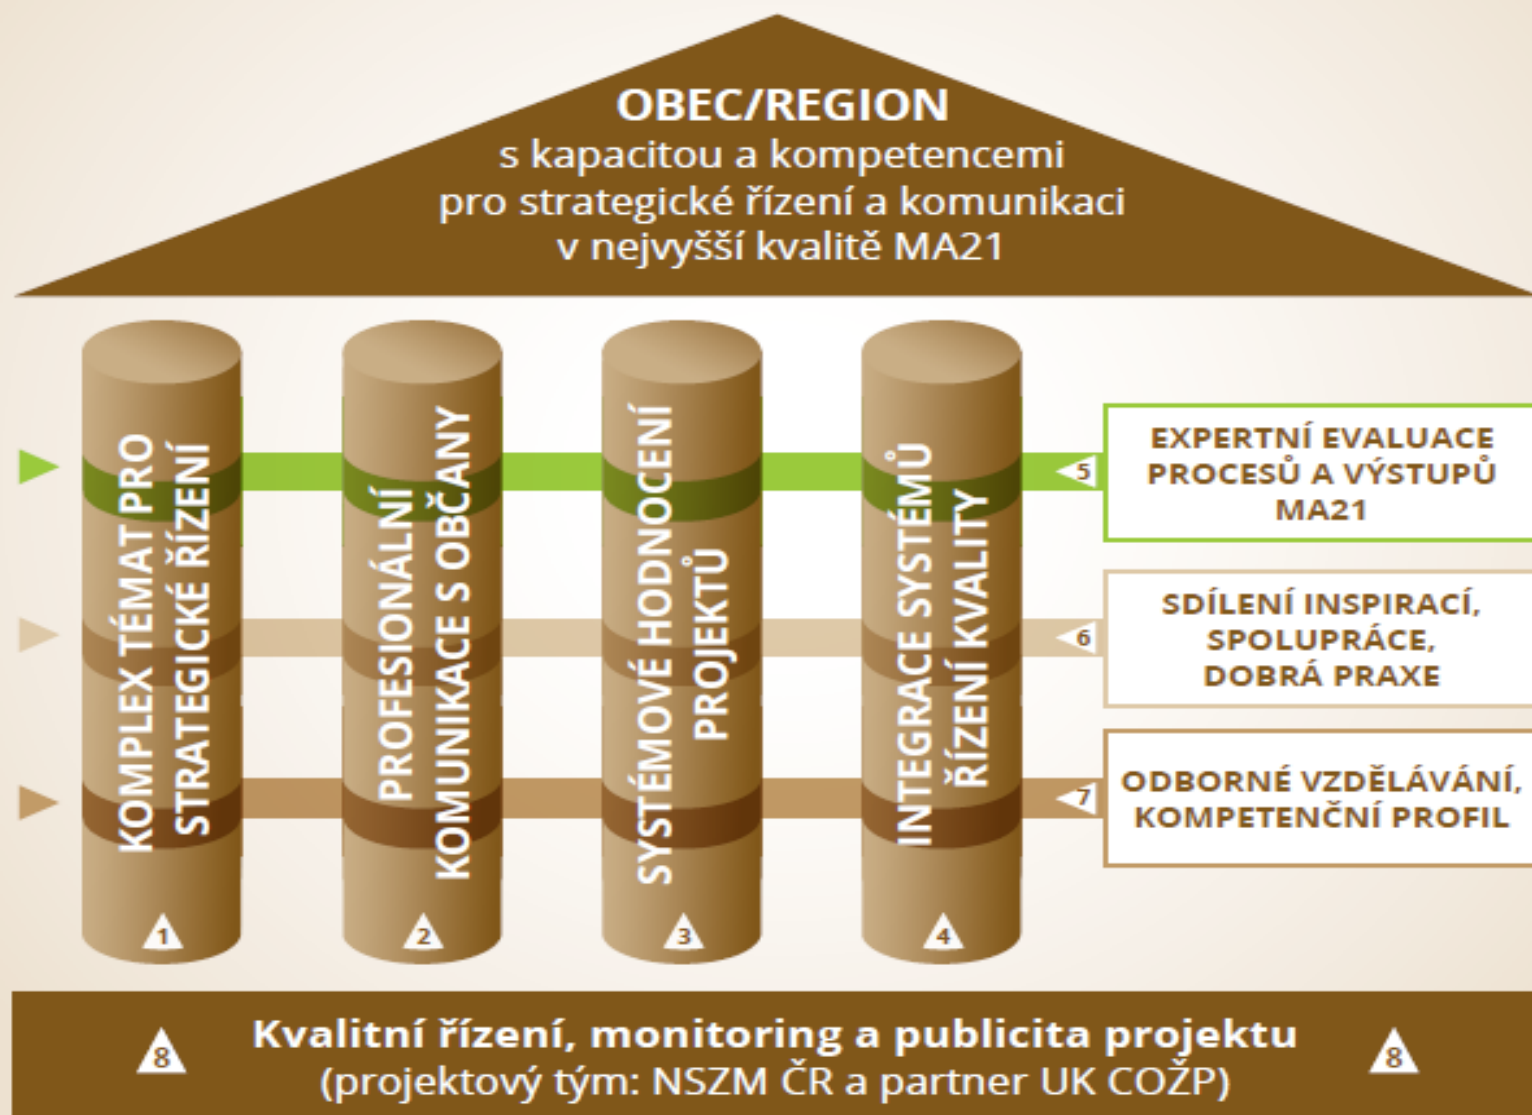 OBEC/REGION
s kapacitou a kompetencemi
pro strategické řízení a komunikaci
v nejvyšší kvalitě MA21
KOMPLEX TÉMAT PRO
STRATEGICKÉ ŘÍZENÍ
1
PROFESIONÁLNÍ
KOMUNIKACE S OBČANY
2
SYSTÉMOVÉ HODNOCENÍ
PROJEKTŮ
3
INTEGRACE SYSTÉMŮ
ŘÍZENÍ KVALITY
4
5
EXPERTNÍ EVALUACE
PROCESŮ A VÝSTUPŮ
MA21
6
SDÍLENÍ INSPIRACÍ,
SPOLUPRÁCE,
DOBRÁ PRAXE
7
ODBORNÉ VZDĚLÁVÁNÍ,
KOMPETENČNÍ PROFIL
8
Kvalitní řízení, monitoring a publicita projektu
(projektový tým: NSZM ČR a partner UK COŽP)
8